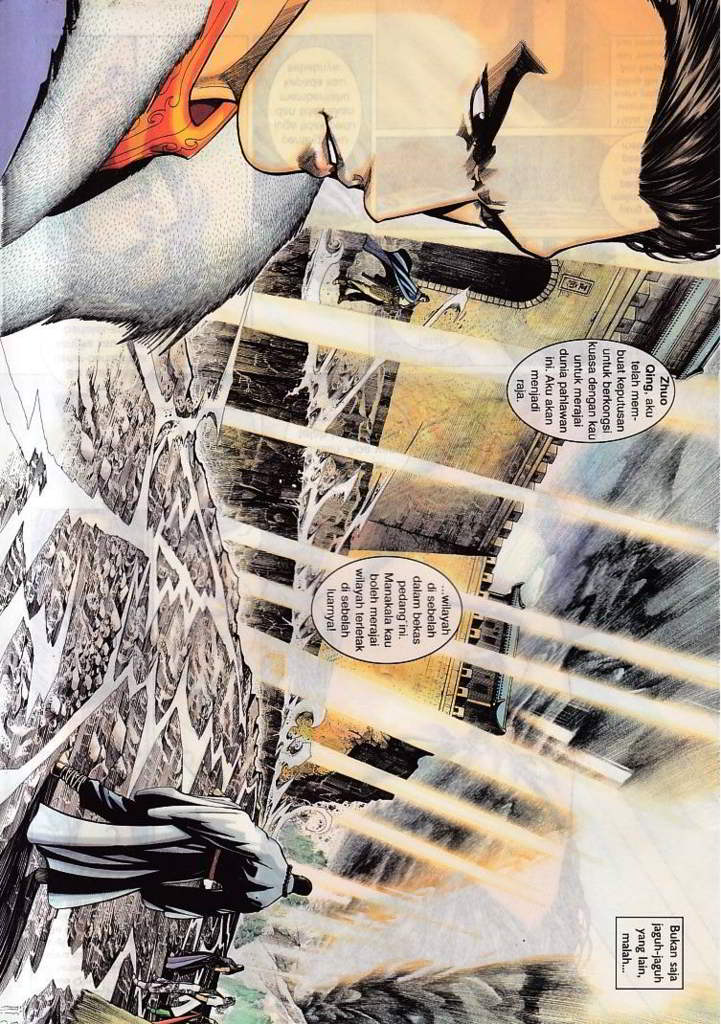 Zhuo
Qing, aku
telah mem-
buat keputusan
untuk berkongsi
kuasa dengan kau
untuk merajai
dunia pahlawan
ini. Aku akan
menjadi
raja.
...wilayah
di sebelah
dalam bekas
pedang ini.
Manakala kau
boleh merajai
wilayah terletak
di sebelah
luarnya!
Bukan saja
jaguh-jaguh
yang lain,
malah...